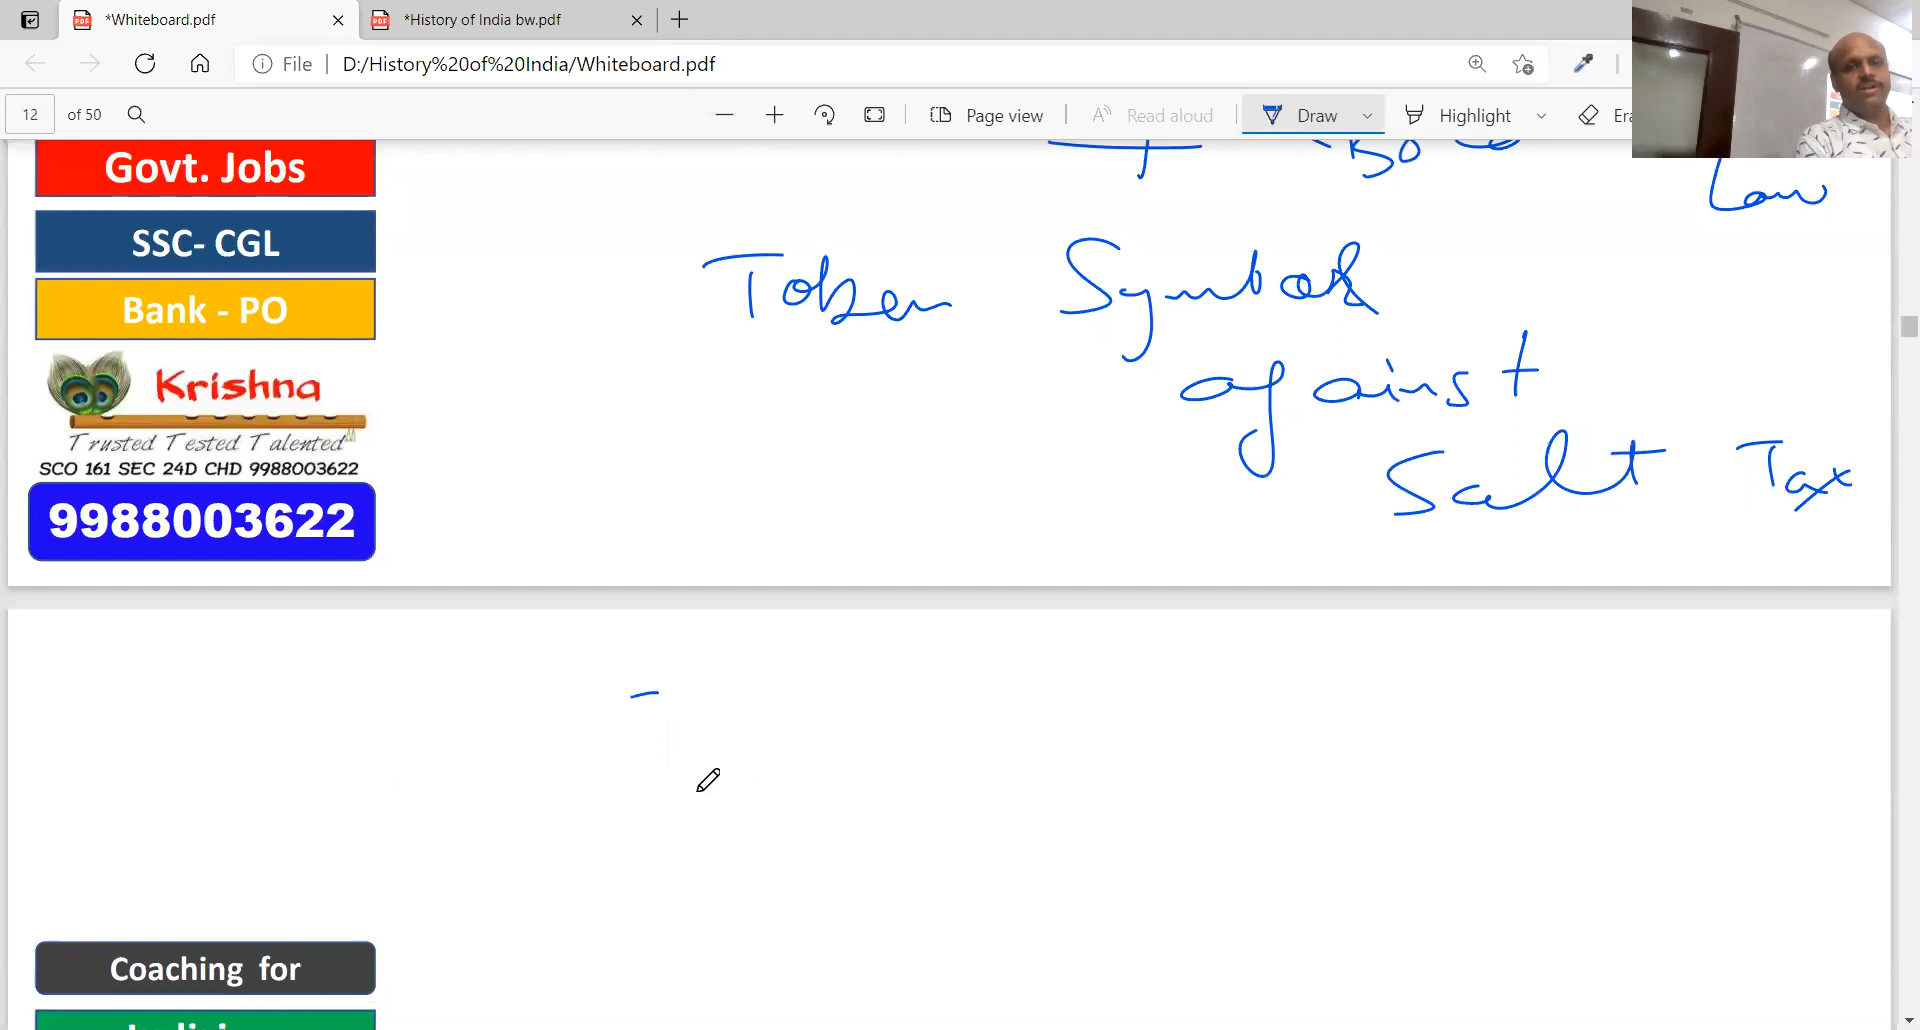 *Whiteboard.pdf
*History of India bw.pdf
File D:/History%20of%20India/Whiteboard.pdf
12 of 50 Page view Read aloud Draw Highlight Era
Govt. Jobs
SSC- CGL
Bank - PO
Krishna
Trusted Tested Talented
SCO 161 SEC 24D CHD 9988003622
9988003622
Law
Token Symbol
against
Salt Tax
Coaching for